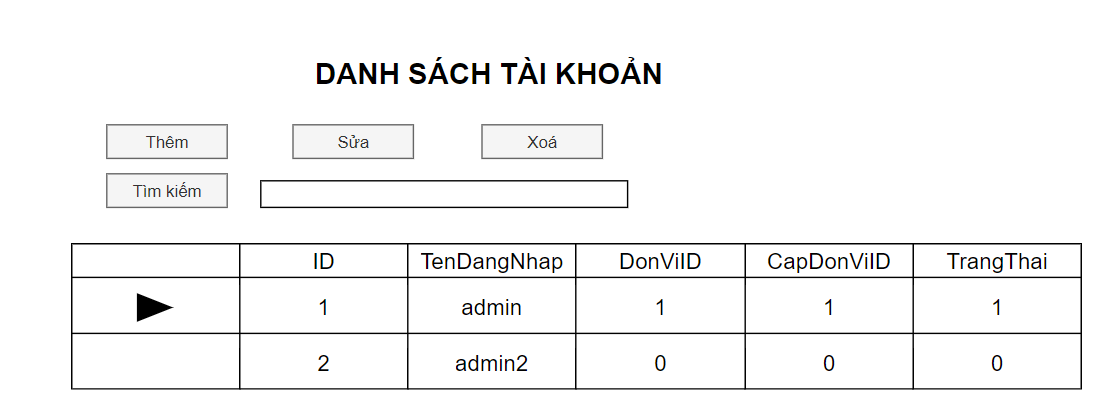 DANH SÁCH TÀI KHOẢN
Thêm Sửa Xoá
Tìm kiếm
ID TenDangNhap DonViID CapDonViID TrangThai
1 admin 1 1 1
2 admin2 0 0 0